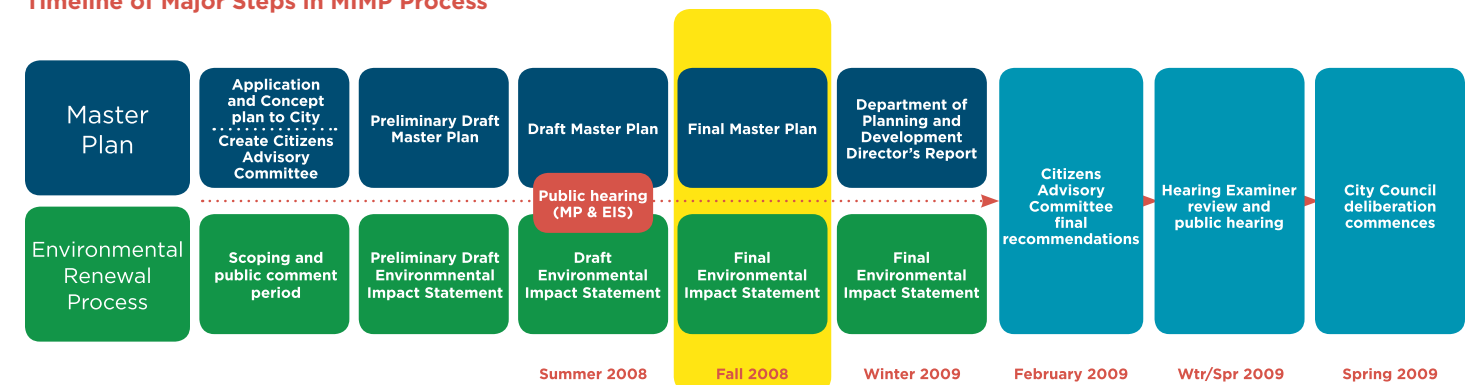 Timeline of Major Steps in MIMP Process
Master
Plan
Application
and Concept
plan to City
Create Citizens
Advisory
Committee
Preliminary Draft
Master Plan
Draft Master Plan
Final Master Plan
Department of
Planning and
Development
Director's Report
Public hearing
(MP & EIS)
Environmental
Renewal
Process
Scoping and
public comment
period
Preliminary Draft
Environmnental
Impact Statement
Draft
Environmental
Impact Statement
Final
Environmental
Impact Statement
Final
Environmental
Impact Statement
Citizens
Advisory
Committee
final
recommendations
Hearing Examiner
review and
public hearing
City Council
deliberation
commences
Summer 2008
Fall 2008
Winter 2009
February 2009
Wtr/Spr 2009
Spring 2009